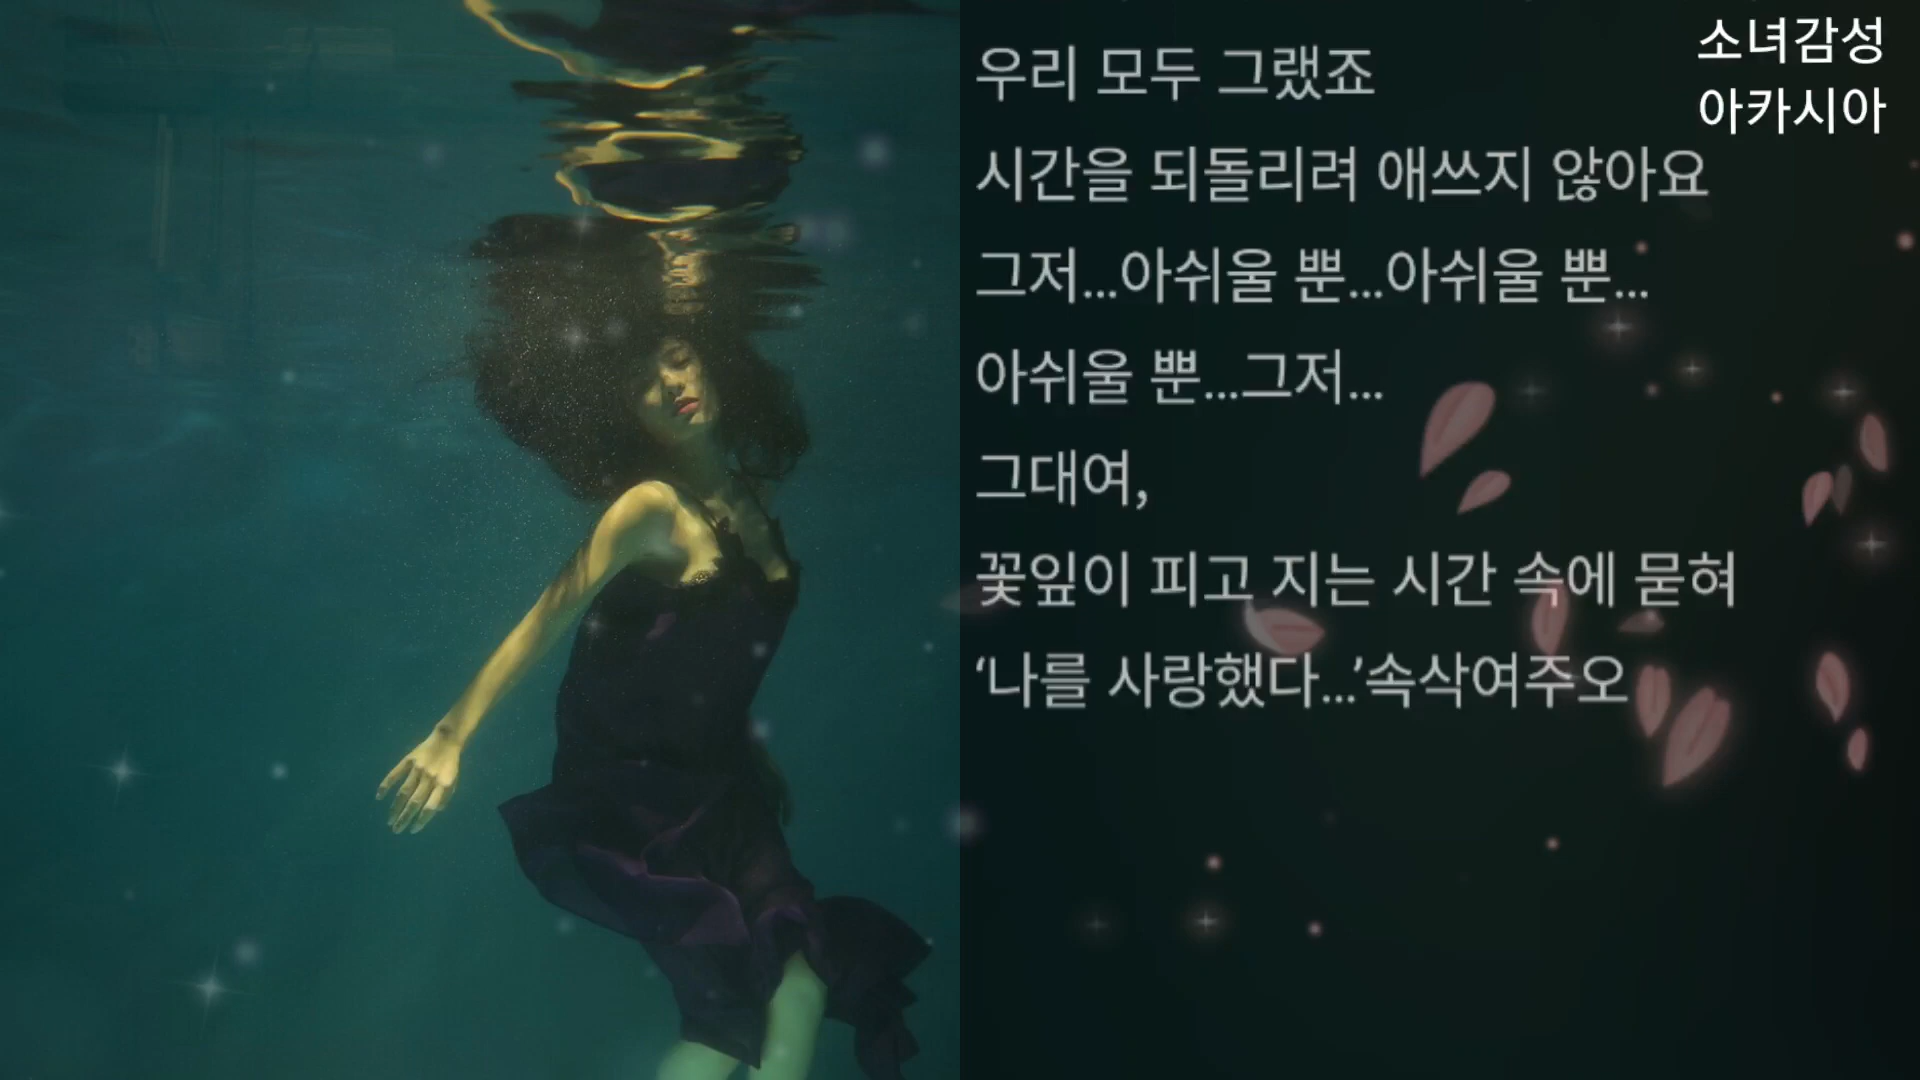 소녀감성
아카시아
우리 모두 그랬죠
시간을 되돌리려 애쓰지 않아요
그저...아쉬울 뿐...아쉬울 뿐...
아쉬울 뿐...그저...
그대여,
꽃잎이 피고 지는 시간 속에 묻혀
‘나를 사랑했다...’속삭여주오